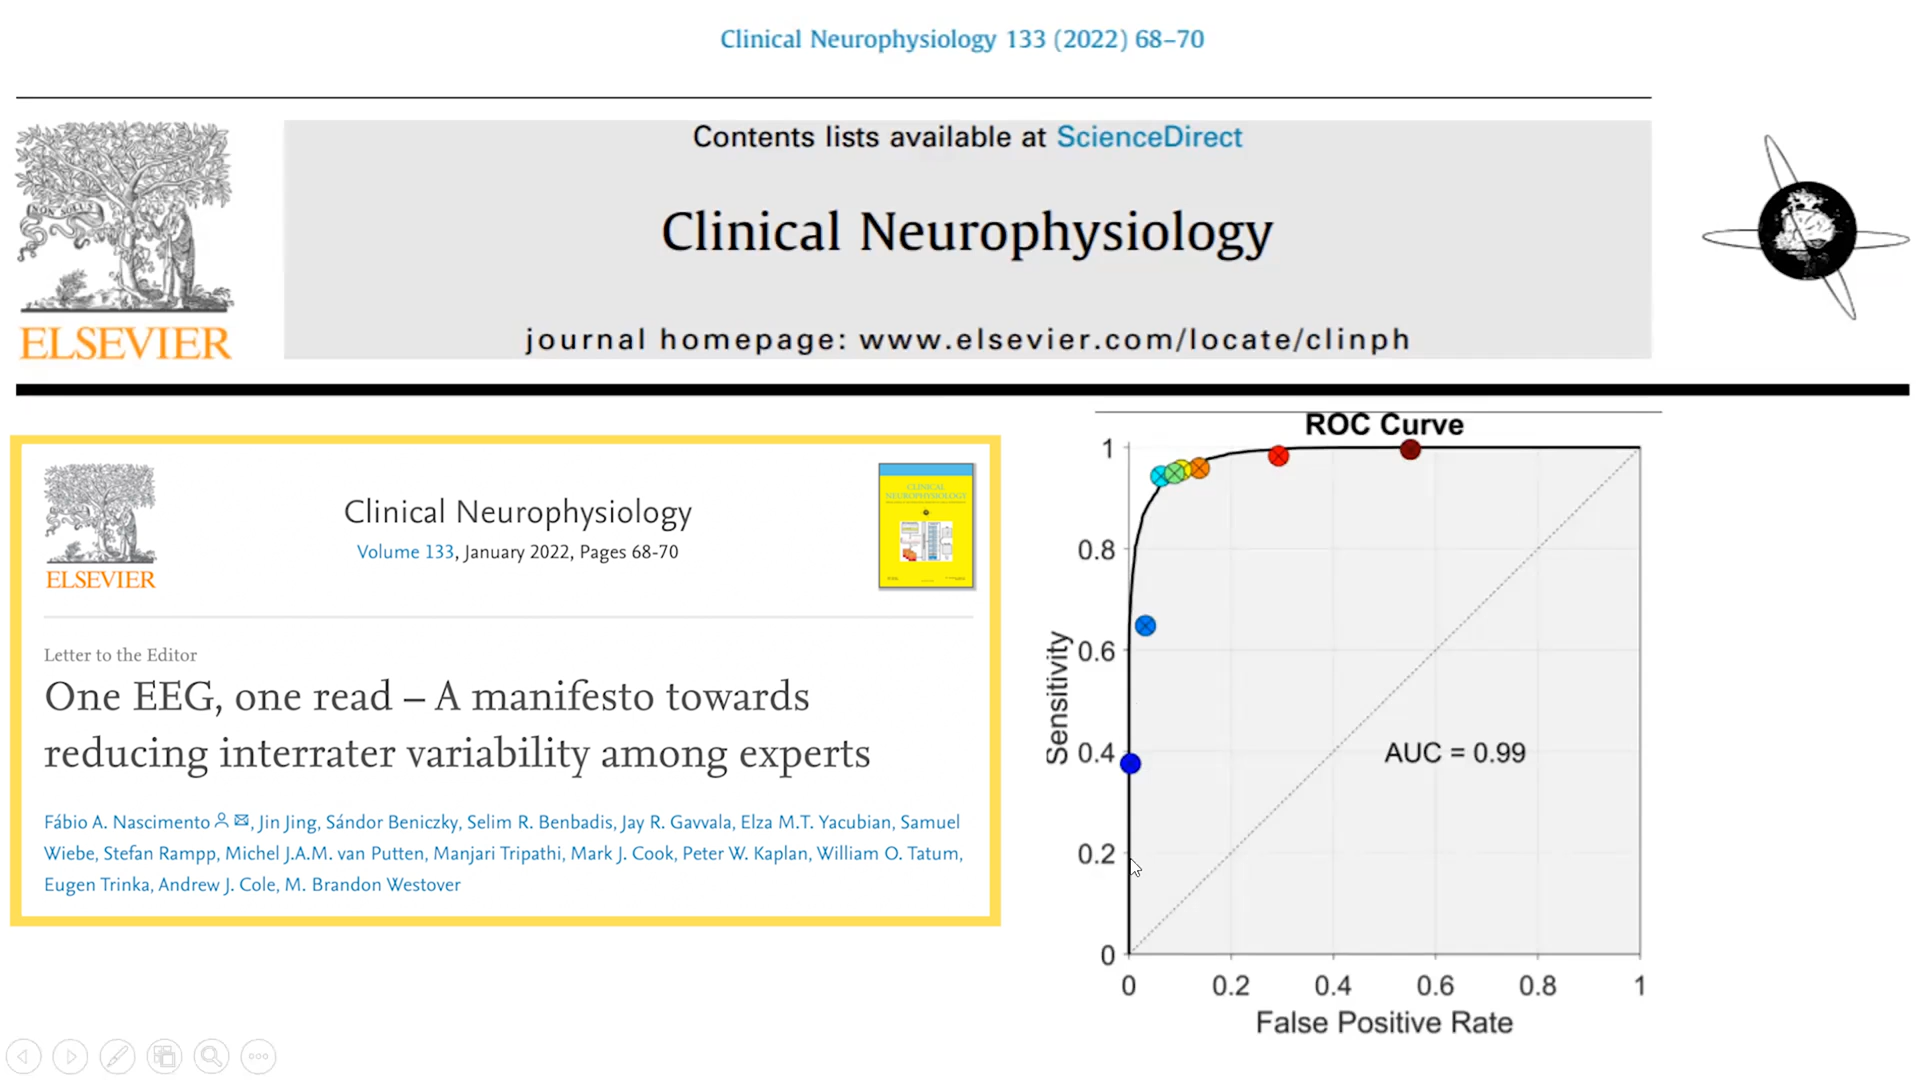 Clinical Neurophysiology 133 (2022) 68–70
Contents lists available at ScienceDirect
Clinical Neurophysiology
journal homepage: www.elsevier.com/locate/clinph
NON SOLUS
ELSEVIER
ELSEVIER
Clinical Neurophysiology
Volume 133, January 2022, Pages 68-70
CLINICAL
NEUROPHYSIOLOGY
Letter to the Editor
One EEG, one read – A manifesto towards
reducing interrater variability among experts
Fábio A. Nascimento, Jin Jing, Sándor Beniczky, Selim R. Benbadis, Jay R. Gavvala, Elza M.T. Yacubian, Samuel
Wiebe, Stefan Rampp, Michel J.A.M. van Putten, Manjari Tripathi, Mark J. Cook, Peter W. Kaplan, William O. Tatum,
Eugen Trinka, Andrew J. Cole, M. Brandon Westover
ROC Curve
1
0.8
0.6
0.4
0.2
0
Sensitivity
AUC = 0.99
0 0.2 0.4 0.6 0.8 1
False Positive Rate